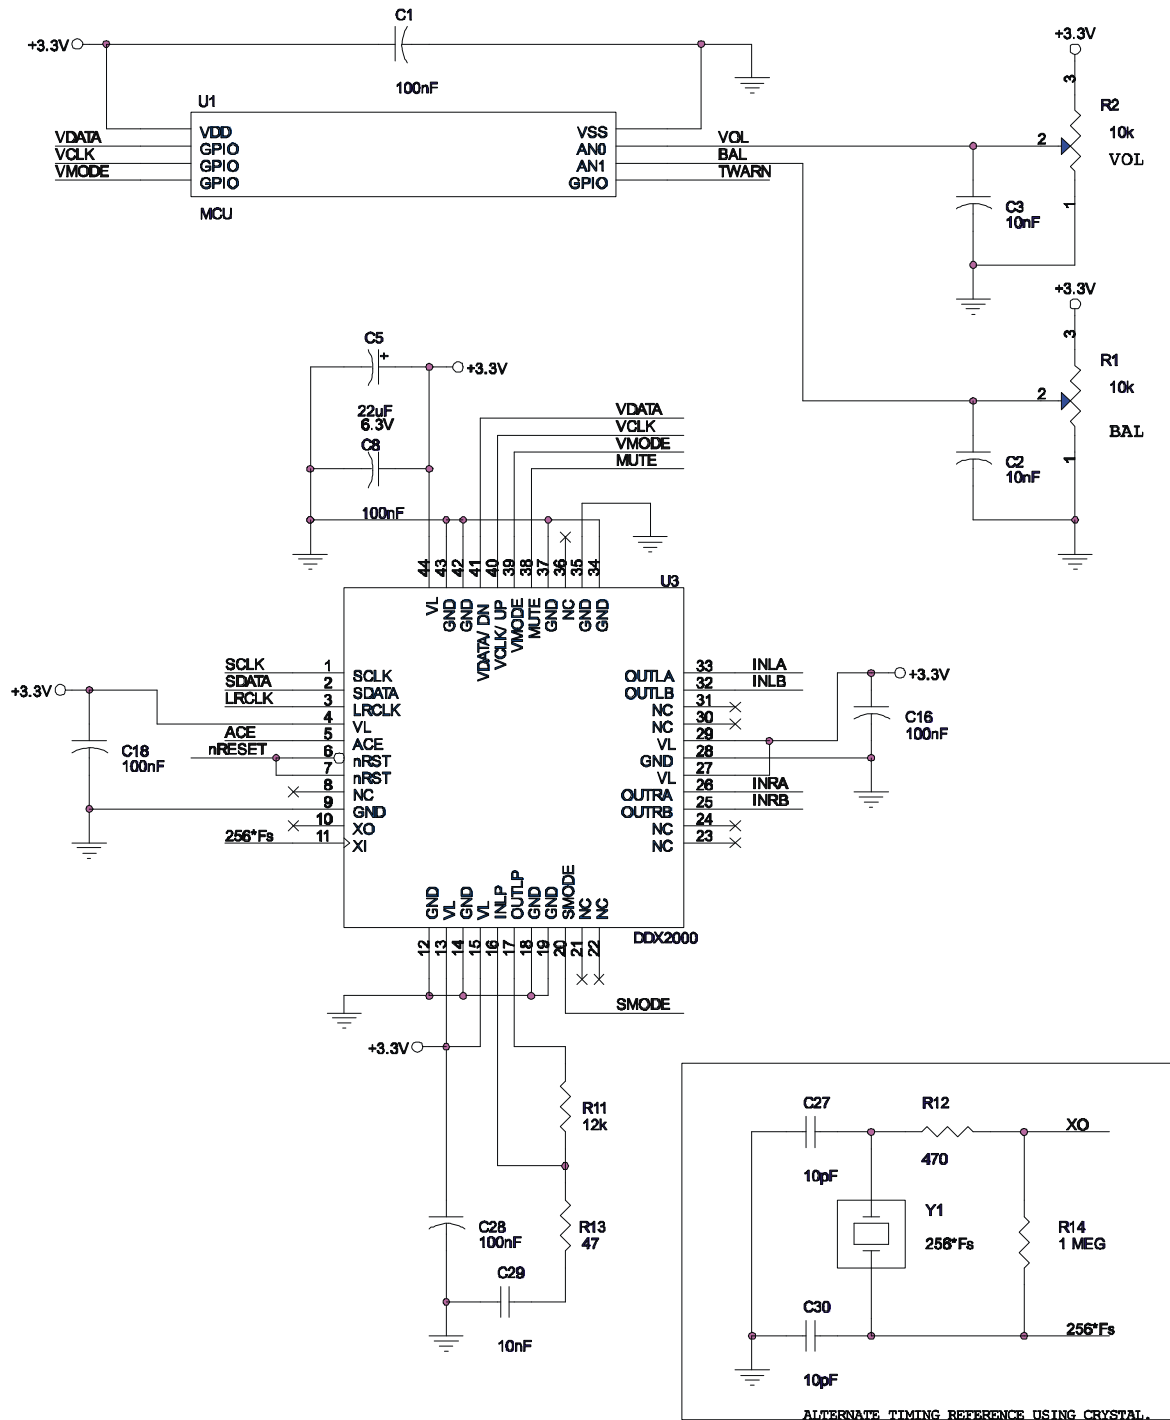 C1
+3.3V
100nF
+3.3V
3
R2
10k
VOL
2
1
U1
VDD
GPIO
GPIO
GPIO
VSS
AN0
AN1
GPIO
MCU
VDATA
VCLK
VMODE
VOL
BAL
TWARN
C3
10nF
+3.3V
3
R1
10k
BAL
2
1
C2
10nF
C5
+
+3.3V
22uF
6.3V
C8
100nF
VDATA
VCLK
VMODE
MUTE
44
43
42
41
40
39
38
37
36
35
34
U3
VL
GND
GND
VDATA/ DN
VCLK/ UP
VMODE
MUTE
GND
NC
GND
GND
+3.3V
C18
100nF
SCLK 1 SCLK
SDATA 2 SDATA
LRCLK 3 LRCLK
4 VL
ACE 5 ACE
nRESET 6 nRST
7 nRST
8 NC
9 GND
10 XO
256*Fs 11 XI
OUTLA 33 INLA
OUTLB 32 INLB
NC 31
NC 30
VL 29
GND 28
VL 27
OUTRA 26 INRA
OUTRB 25 INRB
NC 24
NC 23
+3.3V
C16
100nF
GND
VL
GND
VL
INLP
OUTLP
GND
GND
SMODE
NC
NC
DDX2000
12
13
14
15
16
17
18
19
20
21
22
SMODE
+3.3V
R11
12k
C28
100nF
R13
47
C29
10nF
C27
10pF
R12
470
XO
Y1
256*Fs
R14
1 MEG
C30
10pF
256*Fs
ALTERNATE TIMING REFERENCE USING CRYSTAL.